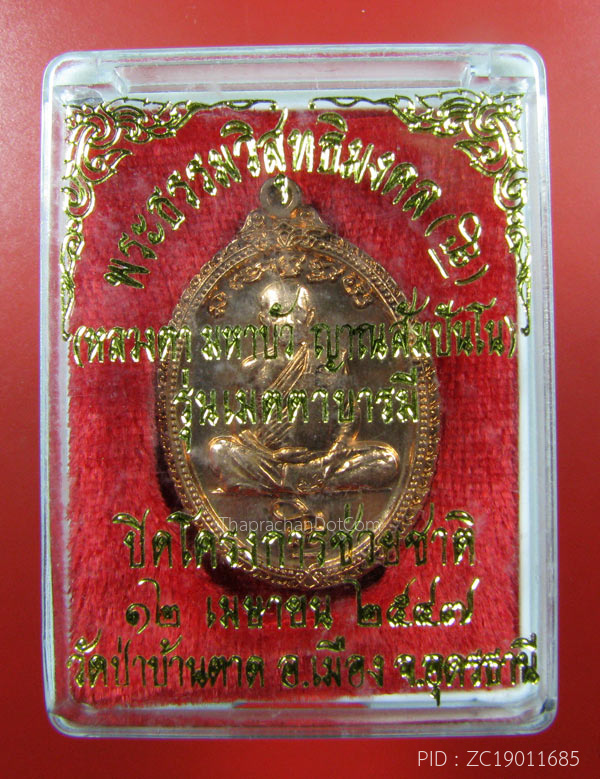 พระธรรมวิสุทธิมงคล
(หลวงตา มหาบัว ญาณสัมปันโน)
รุ่นเมตตาบารมี
ThaprachanDotCom
ปิดโครงการช่วยชาติ
๑๒ เมษายน ๒๕๔๗
วัดป่าบ้านตาด อ.เมือง จ.อุดรธานี
PID : ZC19011685